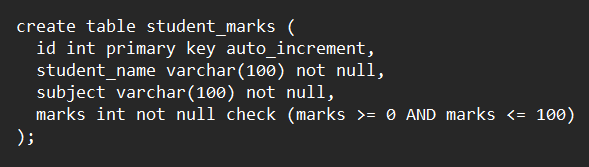 create table student_marks (
  id int primary key auto_increment,
  student_name varchar(100) not null,
  subject varchar(100) not null,
  marks int not null check (marks >= 0 AND marks <= 100)
);